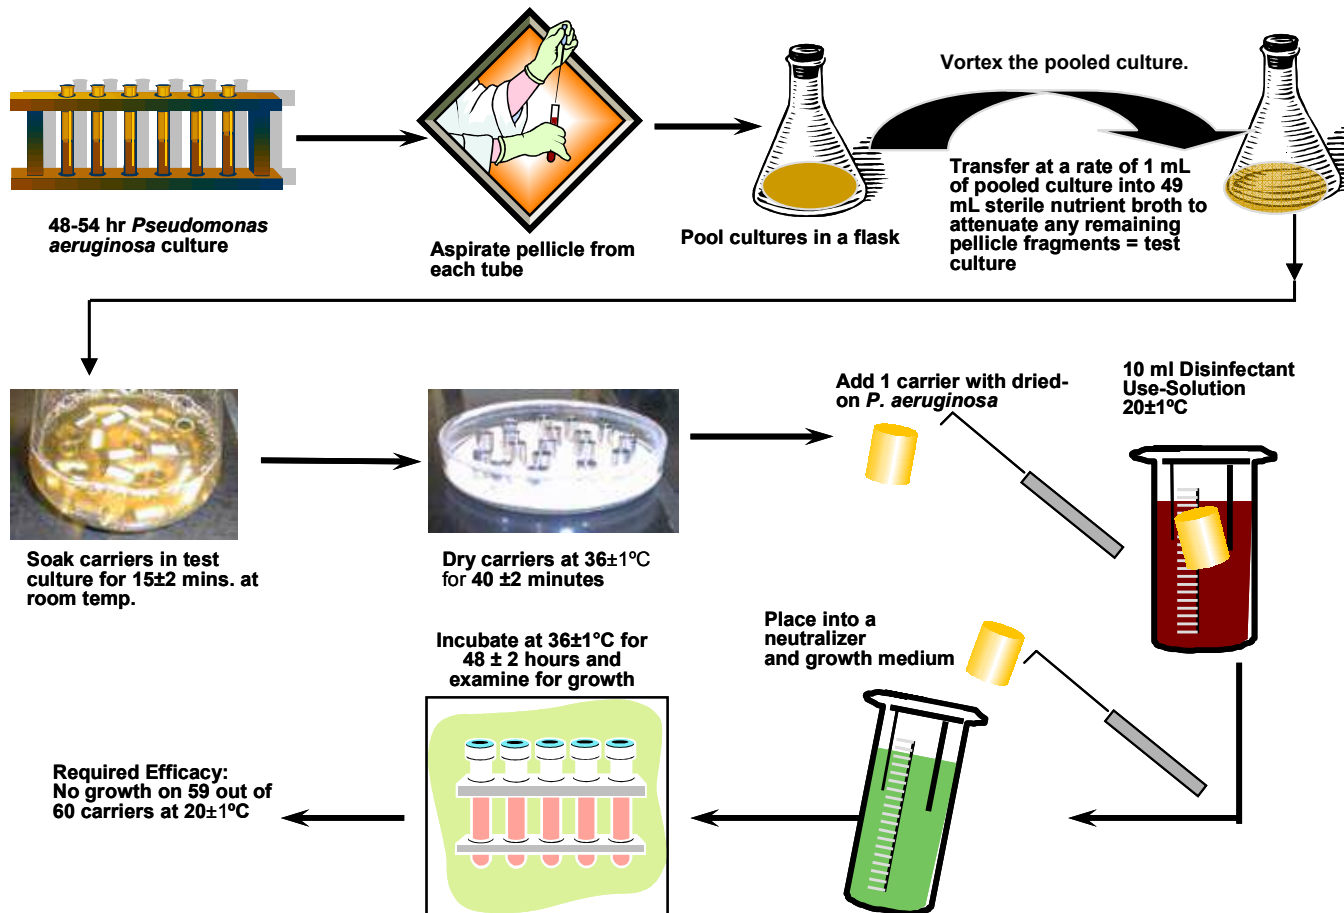 48-54 hr Pseudomonas
aeruginosa culture
Aspirate pellicle from
each tube
Pool cultures in a flask
Vortex the pooled culture.
Transfer at a rate of 1 mL
of pooled culture into 49
mL sterile nutrient broth to
attenuate any remaining
pellicle fragments = test
culture
Soak carriers in test
culture for 15±2 mins. at
room temp.
Dry carriers at 36±1ºC
for 40 ±2 minutes
Add 1 carrier with dried-
on P. aeruginosa
10 ml Disinfectant
Use-Solution
20±1ºC
Place into a
neutralizer
and growth medium
Incubate at 36±1°C for
48 ± 2 hours and
examine for growth
Required Efficacy:
No growth on 59 out of
60 carriers at 20±1ºC